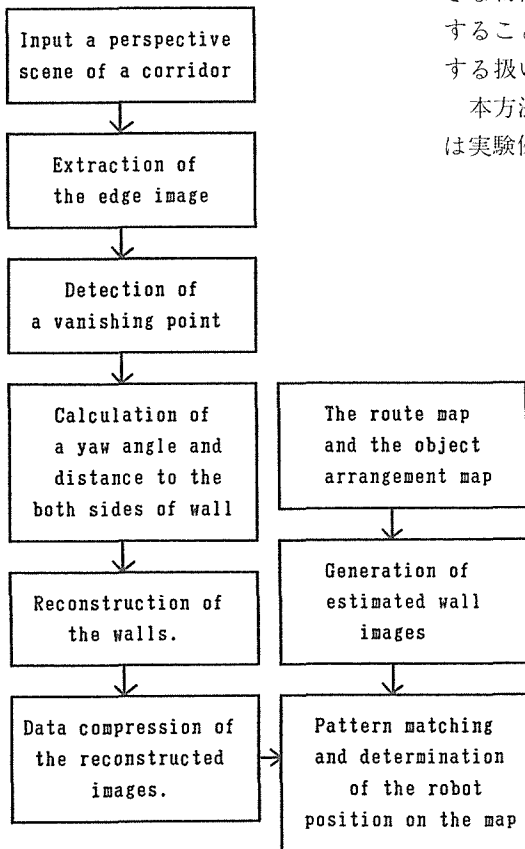 Input a perspective
scene of a corridor
Extraction of
the edge image
Detection of
a vanishing point
Calculation of
a yaw angle and
distance to the
both sides of wall
Reconstruction of
the walls.
Data compression of
the reconstructed
images.
The route map
and the object
arrangement map
Generation of
estimated wall
images
Pattern matching
and determination
of the robot
position on the map
すること
する扱い
本方法
は実験